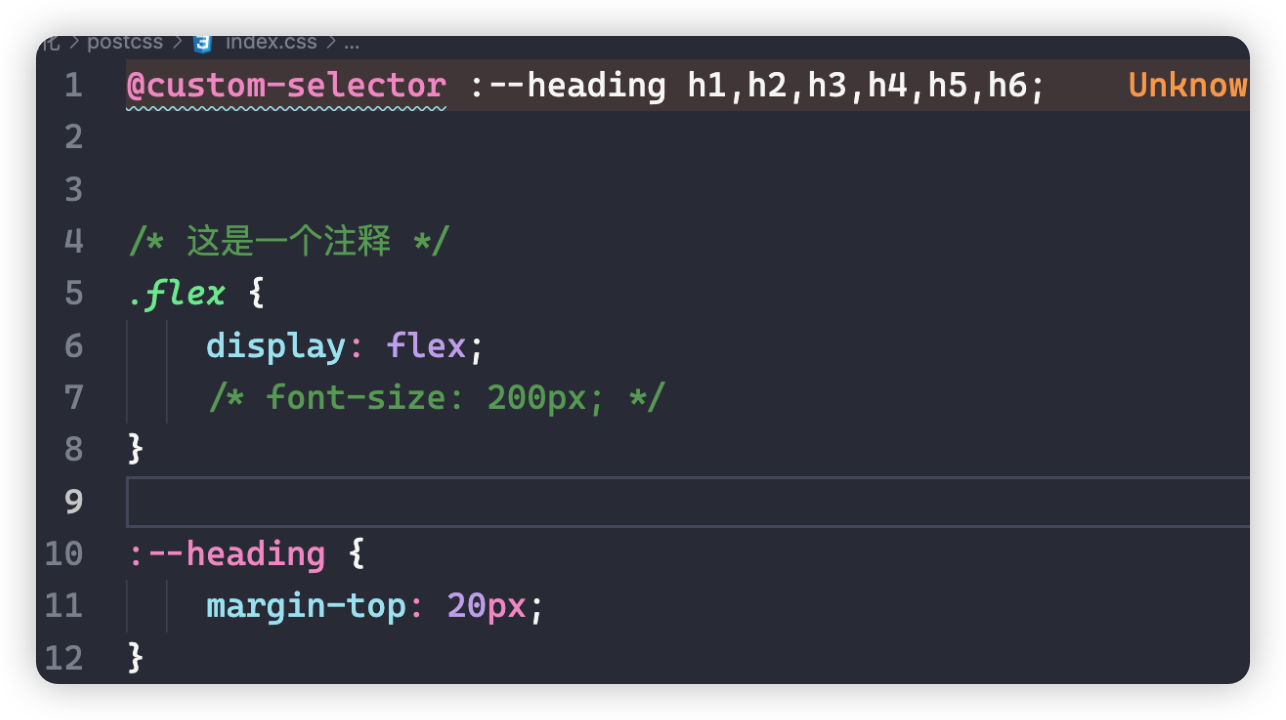 化 > postcss > index.css > ...
1 @custom-selector :--heading h1,h2,h3,h4,h5,h6; Unknow
2
3
4 /* 这是一个注释 */
5 .flex {
6 display: flex;
7 /* font-size: 200px; */
8 }
9
10 :--heading {
11 margin-top: 20px;
12 }